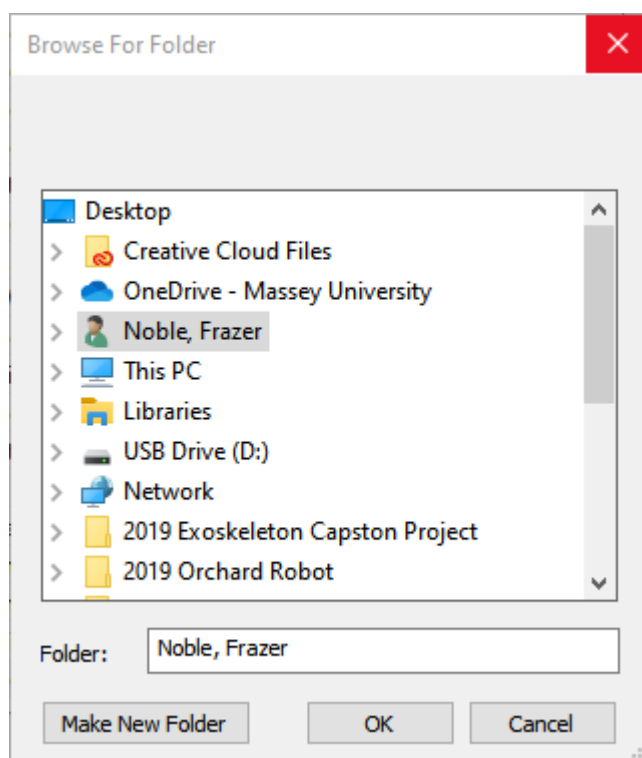 Browse For Folder
Desktop
Creative Cloud Files
OneDrive - Massey University
Noble, Frazer
This PC
Libraries
USB Drive (D:)
Network
2019 Exoskeleton Capston Project
2019 Orchard Robot
Folder: Noble, Frazer
Make New Folder OK Cancel